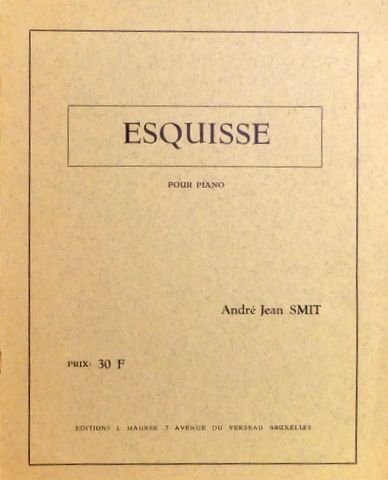 ESQUISSE
POUR PIANO
André Jean SMIT
PRIX: 30 F
EDITIONS J. MAURER 7 AVENUE DU VERSEAU BRUXELLES